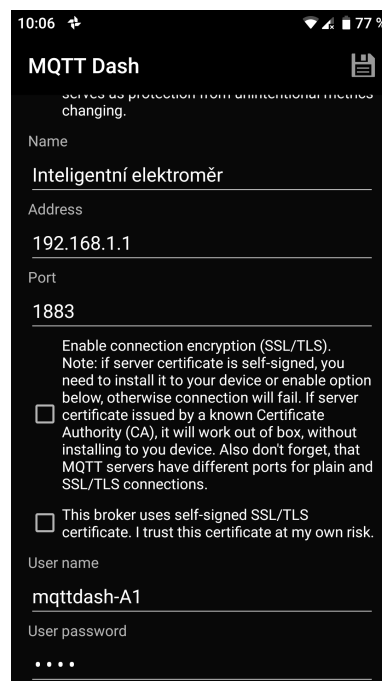 10:06 77 %
MQTT Dash
serves as protection from unintentional metrics
changing.
Name
Inteligentní elektroměr
Address
192.168.1.1
Port
1883
Enable connection encryption (SSL/TLS).
Note: if server certificate is self-signed, you
need to install it to your device or enable option
below, otherwise connection will fail. If server
certificate issued by a known Certificate
Authority (CA), it will work out of box, without
installing to you device. Also don't forget, that
MQTT servers have different ports for plain and
SSL/TLS connections.
This broker uses self-signed SSL/TLS
certificate. I trust this certificate at my own risk.
User name
mqttdash-A1
User password
••••